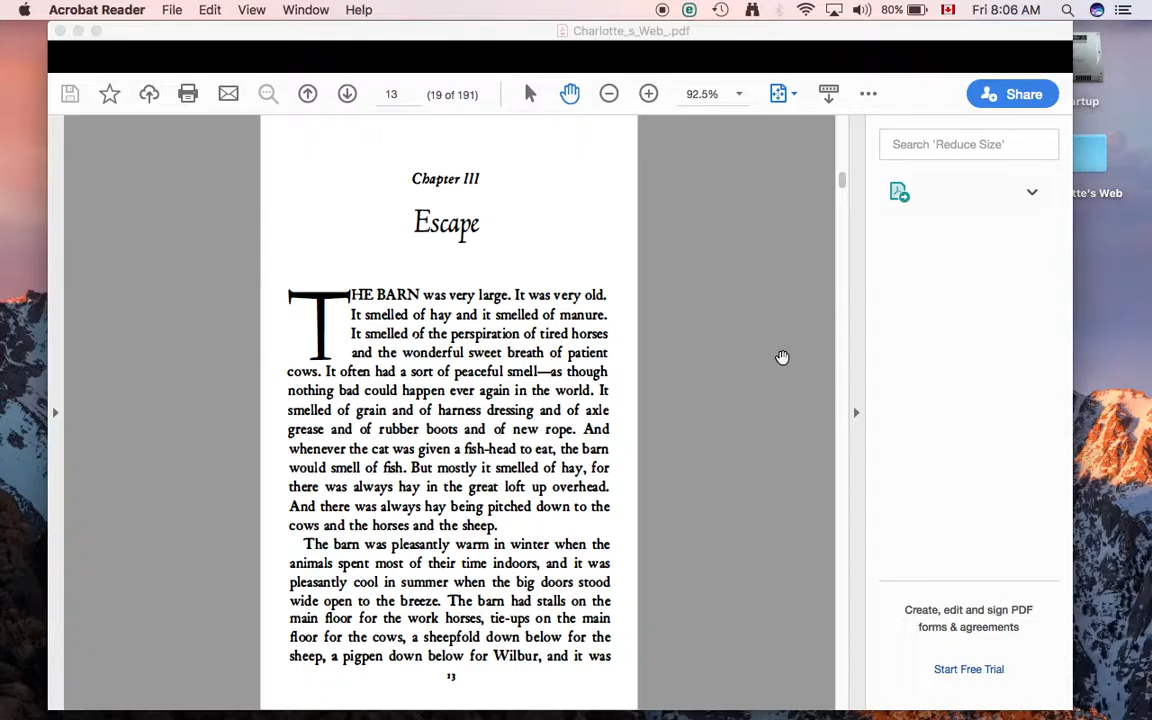 Acrobat Reader File Edit View Window Help 80% Fri 8:06 AM
Charlotte_s_Web_.pdf
13 (19 of 191) 92.5% Share
artup
Search 'Reduce Size'
tte's Web
Chapter III
Escape
THE BARN was very large. It was very old.
It smelled of hay and it smelled of manure.
It smelled of the perspiration of tired horses
and the wonderful sweet breath of patient
cows. It often had a sort of peaceful smell—as though
nothing bad could happen ever again in the world. It
smelled of grain and of harness dressing and of axle
grease and of rubber boots and of new rope. And
whenever the cat was given a fish-head to eat, the barn
would smell of fish. But mostly it smelled of hay, for
there was always hay in the great loft up overhead.
And there was always hay being pitched down to the
cows and the horses and the sheep.
The barn was pleasantly warm in winter when the
animals spent most of their time indoors, and it was
pleasantly cool in summer when the big doors stood
wide open to the breeze. The barn had stalls on the
main floor for the work horses, tie-ups on the main
floor for the cows, a sheepfold down below for the
sheep, a pigpen down below for Wilbur, and it was
13
Create, edit and sign PDF
forms & agreements
Start Free Trial